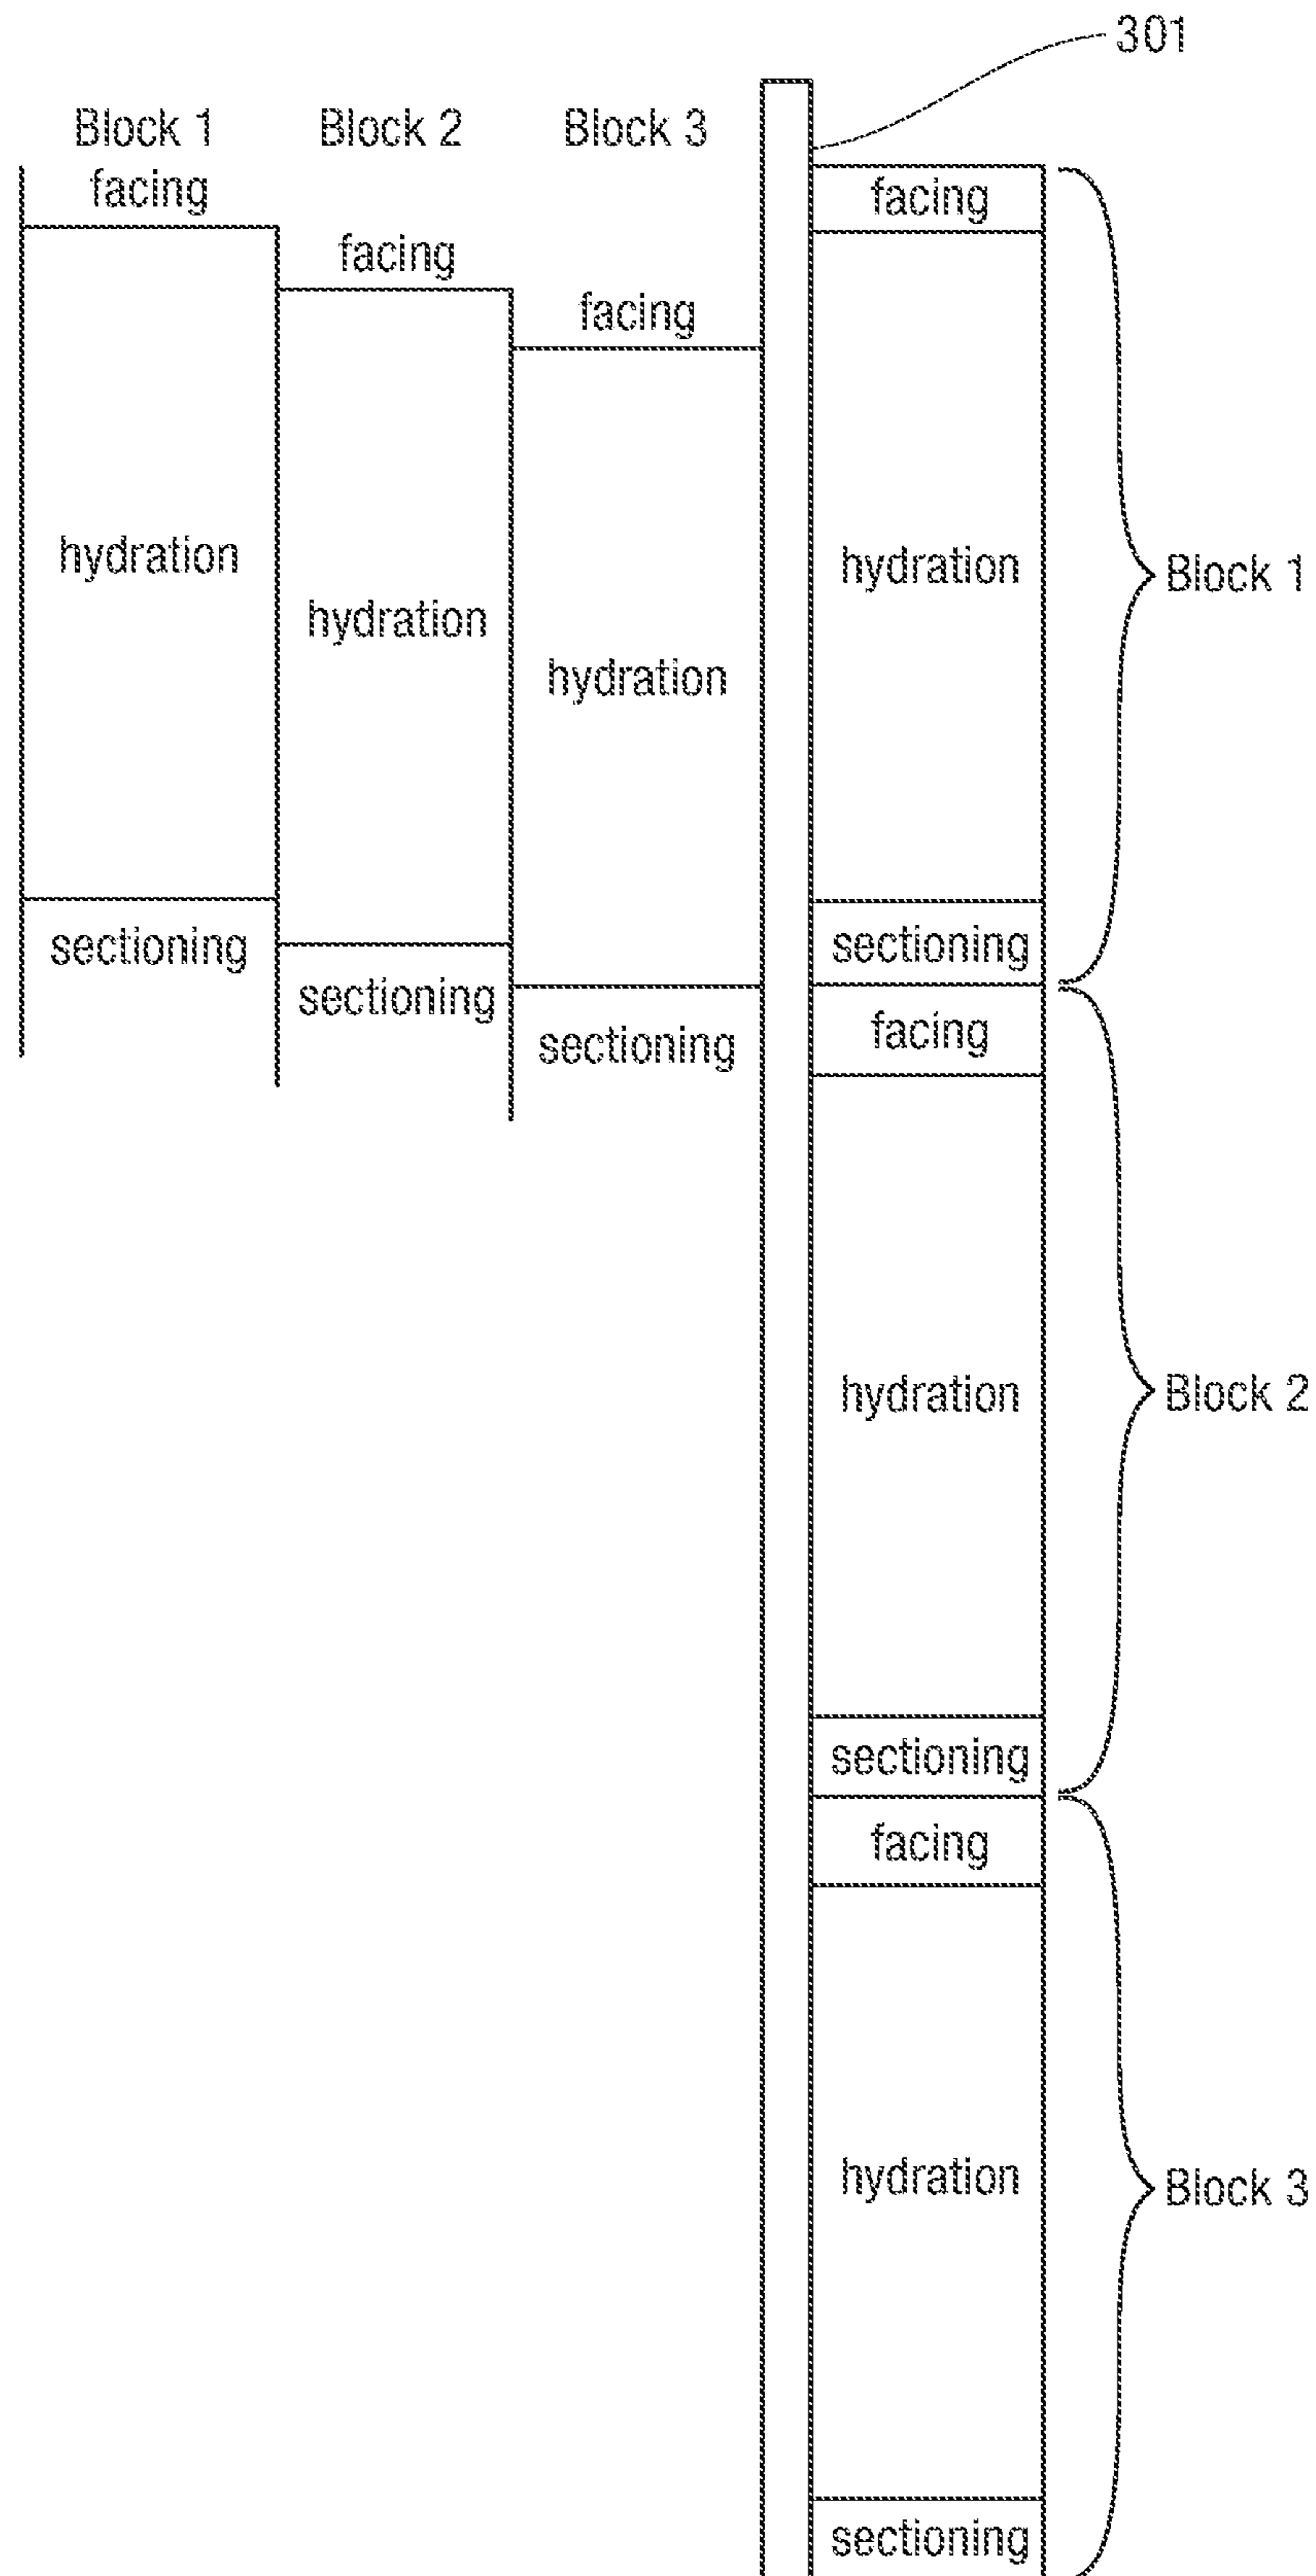 301
Block 1
Block 2
Block 3
facing
facing
facing
hydration
hydration
hydration
sectioning
sectioning
sectioning
facing
hydration
sectioning
Block 1
facing
hydration
sectioning
Block 2
facing
hydration
sectioning
Block 3